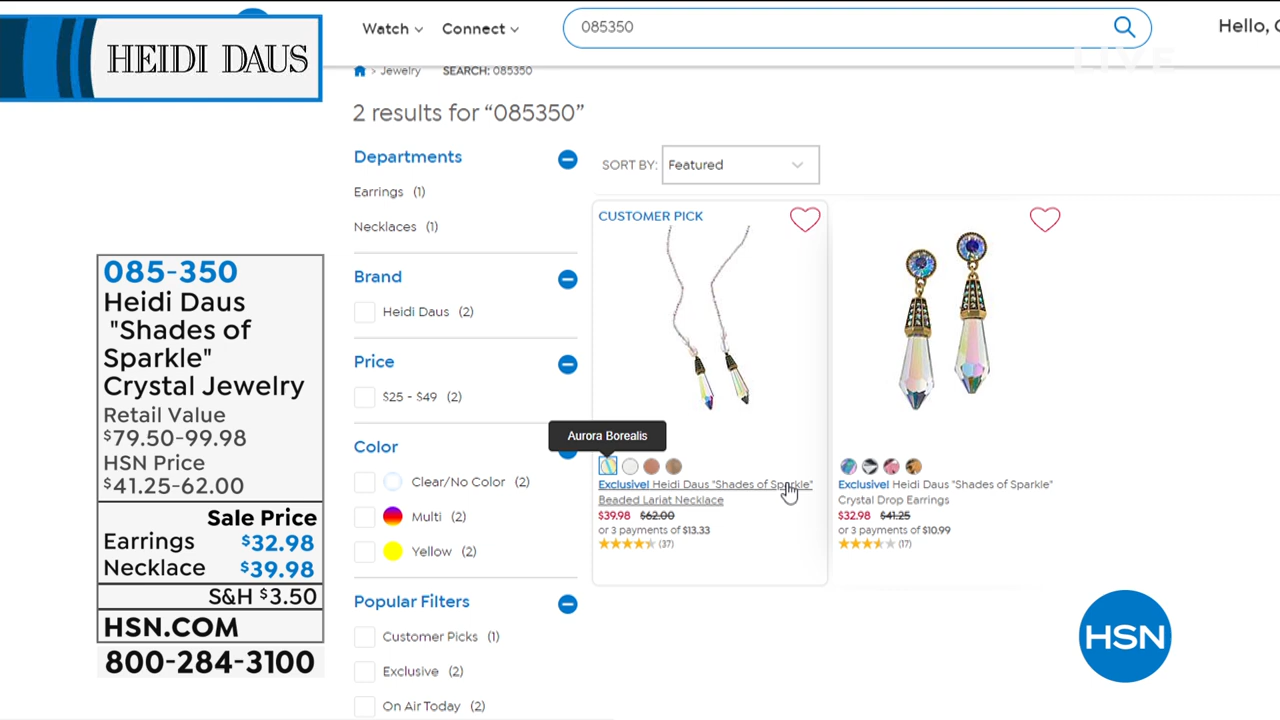 HEIDI DAUS
Watch
Connect
085350
Hello,
LIVE
> Jewelry
SEARCH: 085350
2 results for “085350”
Departments
Earrings (1)
Necklaces (1)
Brand
Heidi Daus (2)
Price
$25 - $49 (2)
Color
Clear/No Color (2)
Multi (2)
Yellow (2)
Popular Filters
Customer Picks (1)
Exclusive (2)
On Air Today (2)
SORT BY: Featured
CUSTOMER PICK
Aurora Borealis
Exclusive! Heidi Daus "Shades of Sparkle"
Beaded Lariat Necklace
$39.98 $62.00
or 3 payments of $13.33
(37)
Exclusive! Heidi Daus "Shades of Sparkle"
Crystal Drop Earrings
$32.98 $41.25
or 3 payments of $10.99
(17)
085-350
Heidi Daus
"Shades of
Sparkle"
Crystal Jewelry
Retail Value
$79.50-99.98
HSN Price
$41.25-62.00
Sale Price
Earrings $32.98
Necklace $39.98
S&H $3.50
HSN.COM
800-284-3100
HSN